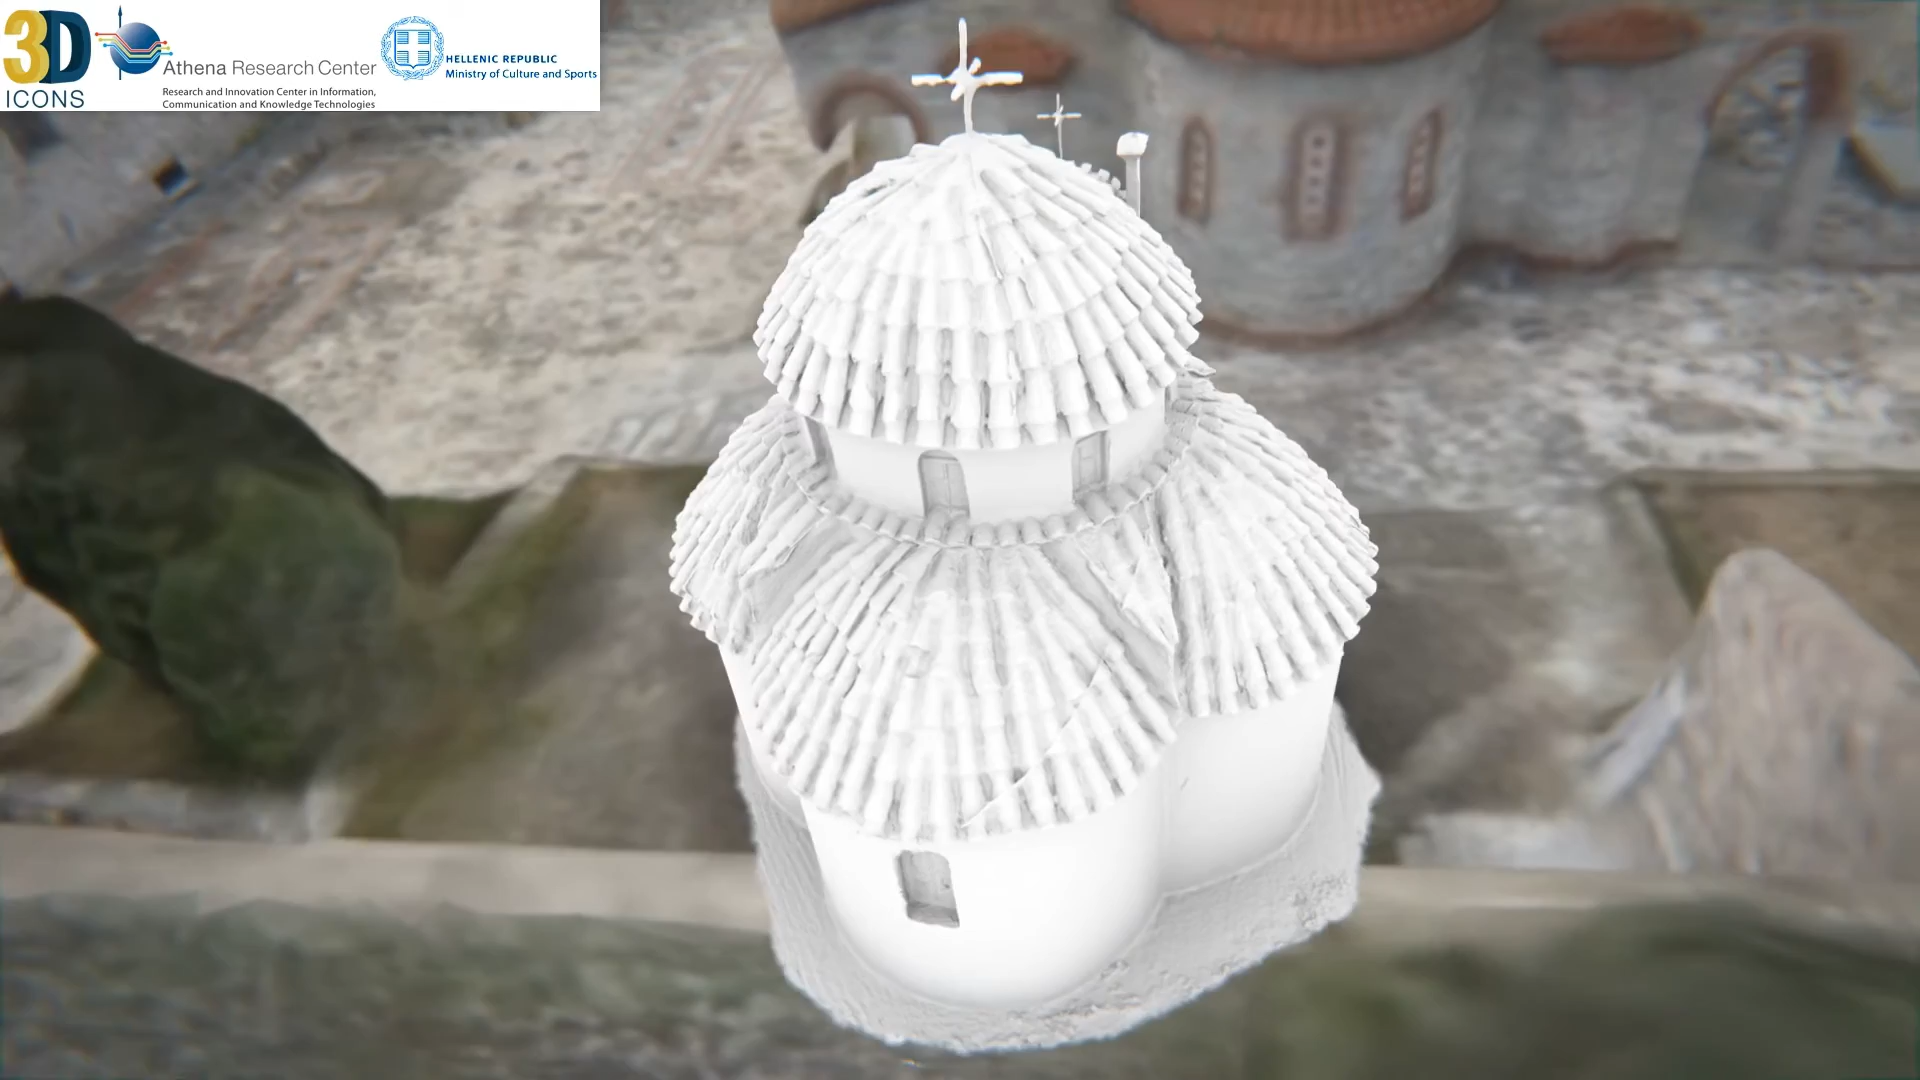 3D
ICONS
Athena Research Center
Research and Innovation Center in Information,
Communication and Knowledge Technologies
HELLENIC REPUBLIC
Ministry of Culture and Sports